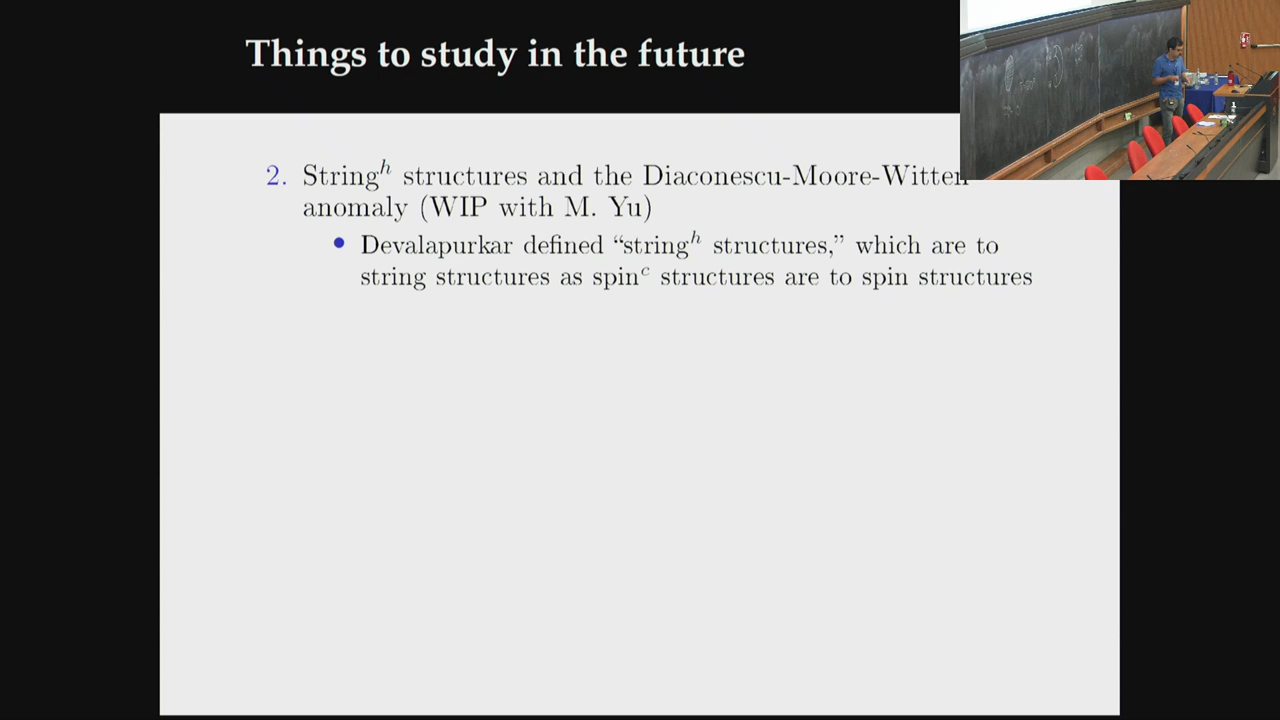 Things to study in the future
2. String^h structures and the Diaconescu-Moore-Witten
anomaly (WIP with M. Yu)
• Devalapurkar defined “string^h structures,” which are to
string structures as spin^c structures are to spin structures